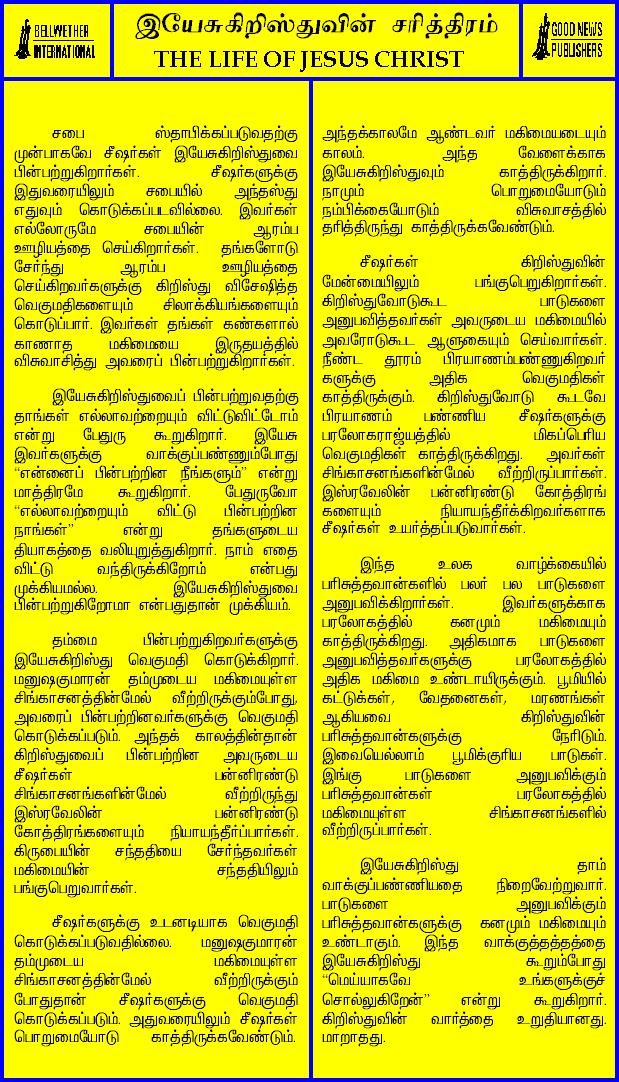 BELLWETHER
INTERNATIONAL
இயேசுகிறிஸ்துவின் சரித்திரம்
THE LIFE OF JESUS CHRIST
GOOD NEWS
PUBLISHERS
சபை ஸ்தாபிக்கப்படுவதற்கு
முன்பாகவே சீஷர்கள் இயேசுகிறிஸ்துவை
பின்பற்றுகிறார்கள். சீஷர்களுக்கு
இதுவரையிலும் சபையில் அந்தஸ்து
எதுவும் கொடுக்கப்படவில்லை. இவர்கள்
எல்லோருமே சபையின் ஆரம்ப
ஊழியத்தை செய்கிறார்கள். தங்களோடு
சேர்ந்து ஆரம்ப ஊழியத்தை
செய்கிறவர்களுக்கு கிறிஸ்து விசேஷித்த
வெகுமதிகளையும் சிலாக்கியங்களையும்
கொடுப்பார். இவர்கள் தங்கள் கண்களால்
காணாத மகிமையை இருதயத்தில்
விசுவாசித்து அவரைப் பின்பற்றுகிறார்கள்.
இயேசுகிறிஸ்துவைப் பின்பற்றுவதற்கு
தாங்கள் எல்லாவற்றையும் விட்டுவிட்டோம்
என்று பேதுரு கூறுகிறார். இயேசு
இவர்களுக்கு வாக்குப்பண்ணும்போது
“என்னைப் பின்பற்றின நீங்களும்” என்று
மாத்திரமே கூறுகிறார். பேதுருவோ
“எல்லாவற்றையும் விட்டு பின்பற்றின
நாங்கள்” என்று தங்களுடைய
தியாகத்தை வலியுறுத்துகிறார். நாம் எதை
விட்டு வந்திருக்கிறோம் என்பது
முக்கியமல்ல. இயேசுகிறிஸ்துவை
பின்பற்றுகிறோமா என்பதுதான் முக்கியம்.
தம்மை பின்பற்றுகிறவர்களுக்கு
இயேசுகிறிஸ்து வெகுமதி கொடுக்கிறார்.
மனுஷகுமாரன் தம்முடைய மகிமையுள்ள
சிங்காசனத்தின்மேல் வீற்றிருக்கும்போது,
அவரைப் பின்பற்றினவர்களுக்கு வெகுமதி
கொடுக்கப்படும். அந்தக் காலத்தின்தான்
கிறிஸ்துவைப் பின்பற்றின அவருடைய
சீஷர்கள் பன்னிரண்டு
சிங்காசனங்களின்மேல் வீற்றிருந்து
இஸ்ரவேலின் பன்னிரண்டு
கோத்திரங்களையும் நியாயந்தீர்ப்பார்கள்.
கிருபையின் சந்ததியை சேர்ந்தவர்கள்
மகிமையின் சந்ததியிலும்
பங்குபெறுவார்கள்.
சீஷர்களுக்கு உடனடியாக வெகுமதி
கொடுக்கப்படுவதில்லை. மனுஷகுமாரன்
தம்முடைய மகிமையுள்ள
சிங்காசனத்தின்மேல் வீற்றிருக்கும்
போதுதான் சீஷர்களுக்கு வெகுமதி
கொடுக்கப்படும். அதுவரையிலும் சீஷர்கள்
பொறுமையோடு காத்திருக்கவேண்டும்.
அந்தக்காலமே ஆண்டவர் மகிமையடையும்
காலம். அந்த வேளைக்காக
இயேசுகிறிஸ்துவும் காத்திருக்கிறார்.
நாமும் பொறுமையோடும்
நம்பிக்கையோடும் விசுவாசத்தில்
தரித்திருந்து காத்திருக்கவேண்டும்.
சீஷர்கள் கிறிஸ்துவின்
மேன்மையிலும் பங்குபெறுகிறார்கள்.
கிறிஸ்துவோடுகூட பாடுகளை
அனுபவித்தவர்கள் அவருடைய மகிமையில்
அவரோடுகூட ஆளுகையும் செய்வார்கள்.
நீண்ட தூரம் பிரயாணம்பண்ணுகிறவர்
களுக்கு அதிக வெகுமதிகள்
காத்திருக்கும். கிறிஸ்துவோடு கூடவே
பிரயாணம் பண்ணிய சீஷர்களுக்கு
பரலோகராஜ்யத்தில் மிகப்பெரிய
வெகுமதிகள் காத்திருக்கிறது. அவர்கள்
சிங்காசனங்களின்மேல் வீற்றிருப்பார்கள்.
இஸ்ரவேலின் பன்னிரண்டு கோத்திரங்
களையும் நியாயந்தீர்க்கிறவர்களாக
சீஷர்கள் உயர்த்தப்படுவார்கள்.
இந்த உலக வாழ்க்கையில்
பரிசுத்தவான்களில் பலர் பல பாடுகளை
அனுபவிக்கிறார்கள். இவர்களுக்காக
பரலோகத்தில் கனமும் மகிமையும்
காத்திருக்கிறது. அதிகமாக பாடுகளை
அனுபவித்தவர்களுக்கு பரலோகத்தில்
அதிக மகிமை உண்டாயிருக்கும். பூமியில்
கட்டுக்கள், வேதனைகள், மரணங்கள்
ஆகியவை கிறிஸ்துவின்
பரிசுத்தவான்களுக்கு நேரிடும்.
இவையெல்லாம் பூமிக்குரிய பாடுகள்.
இங்கு பாடுகளை அனுபவிக்கும்
பரிசுத்தவான்கள் பரலோகத்தில்
மகிமையுள்ள சிங்காசனங்களில்
வீற்றிருப்பார்கள்.
இயேசுகிறிஸ்து தாம்
வாக்குப்பண்ணியதை நிறைவேற்றுவார்.
பாடுகளை அனுபவிக்கும்
பரிசுத்தவான்களுக்கு கனமும் மகிமையும்
உண்டாகும். இந்த வாக்குத்தத்தத்தை
இயேசுகிறிஸ்து கூறும்போது
“மெய்யாகவே உங்களுக்குச்
சொல்லுகிறேன்” என்று கூறுகிறார்.
கிறிஸ்துவின் வார்த்தை உறுதியானது.
மாறாதது.